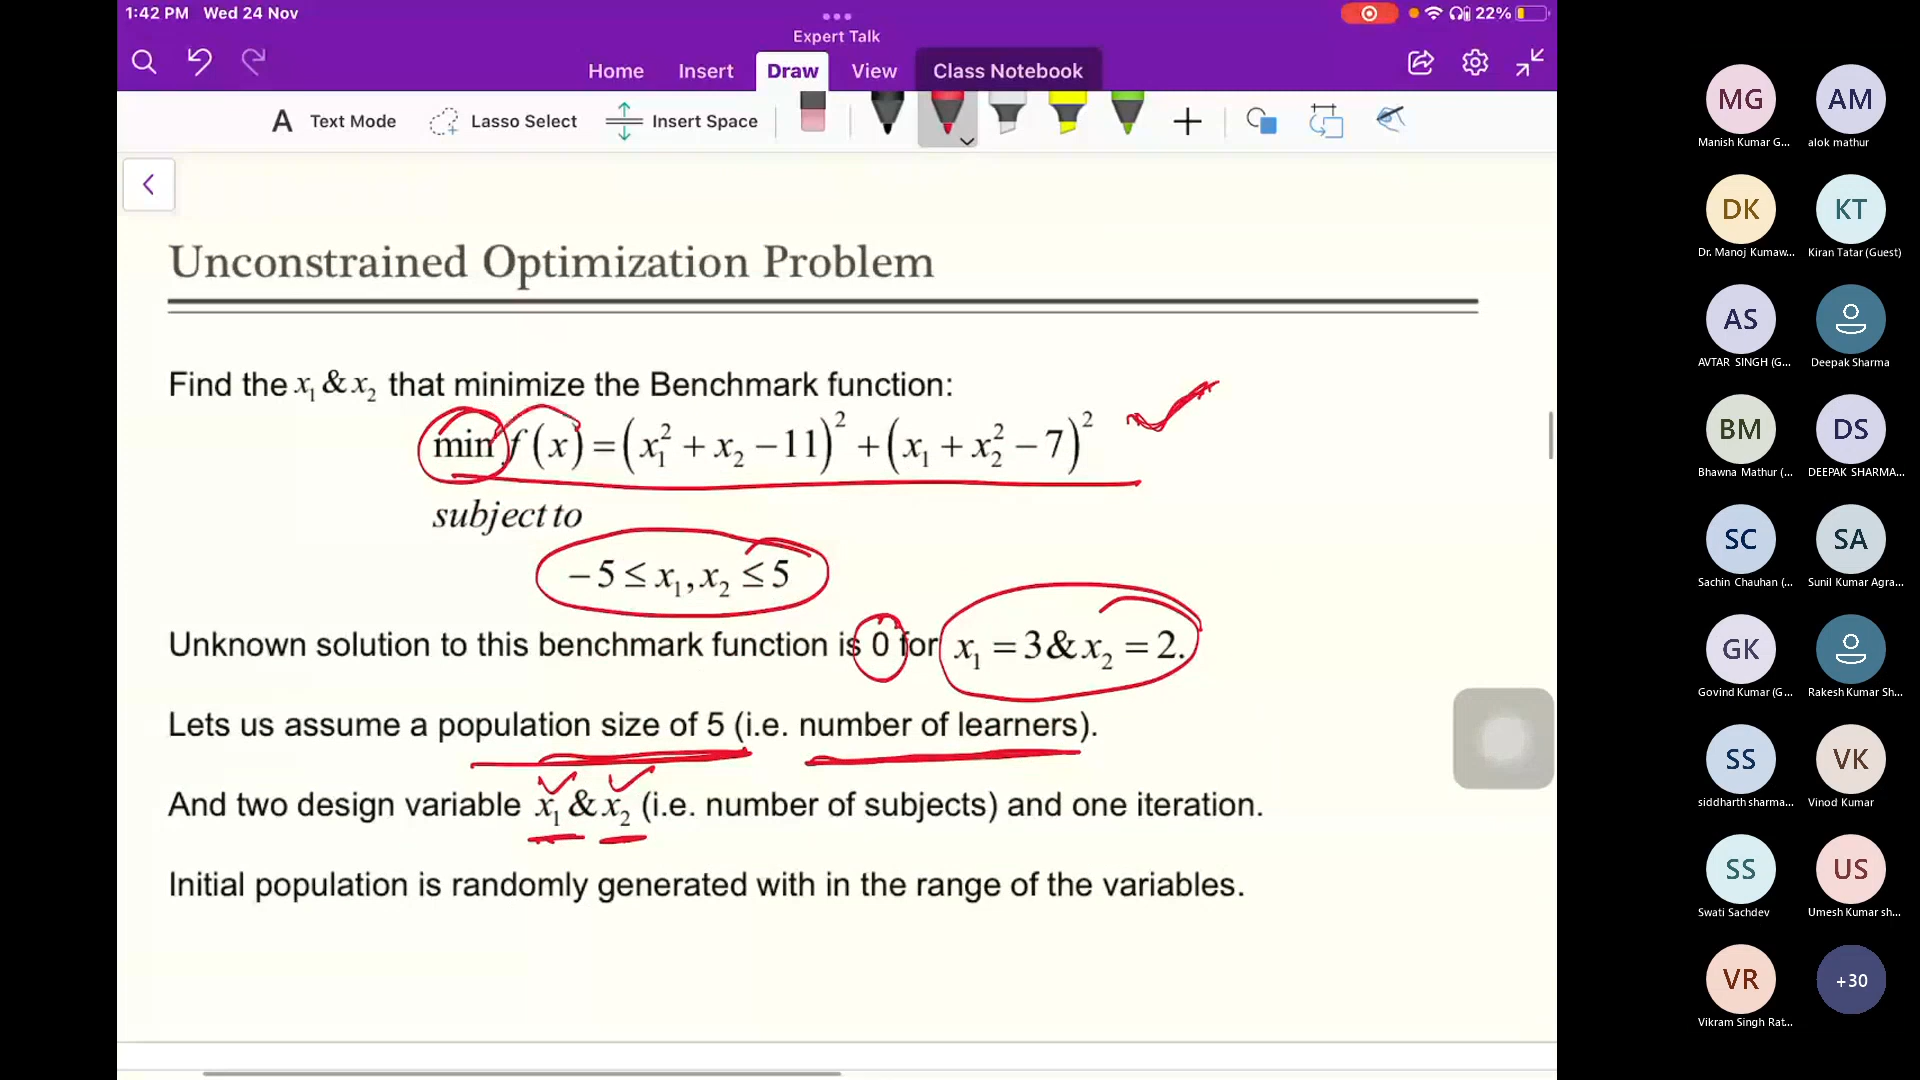 1:42 PM Wed 24 Nov
22%
Expert Talk
Home Insert Draw View Class Notebook
A Text Mode Lasso Select Insert Space
Unconstrained Optimization Problem
Find the x₁ & x₂ that minimize the Benchmark function:
min f(x) = (x₁² + x₂ − 11)² + (x₁ + x₂² − 7)²
subject to
−5 ≤ x₁, x₂ ≤ 5
Unknown solution to this benchmark function is 0 for x₁ = 3 & x₂ = 2.
Lets us assume a population size of 5 (i.e. number of learners).
And two design variable x₁ & x₂ (i.e. number of subjects) and one iteration.
Initial population is randomly generated with in the range of the variables.
MG AM
Manish Kumar G... alok mathur
DK KT
Dr. Manoj Kumaw... Kiran Tatar (Guest)
AS
AVTAR SINGH (G... Deepak Sharma
BM DS
Bhawna Mathur (... DEEPAK SHARMA...
SC SA
Sachin Chauhan (... Sunil Kumar Agra...
GK
Govind Kumar (G... Rakesh Kumar Sh...
SS VK
siddharth sharma... Vinod Kumar
SS US
Swati Sachdev Umesh Kumar sh...
VR +30
Vikram Singh Rat...